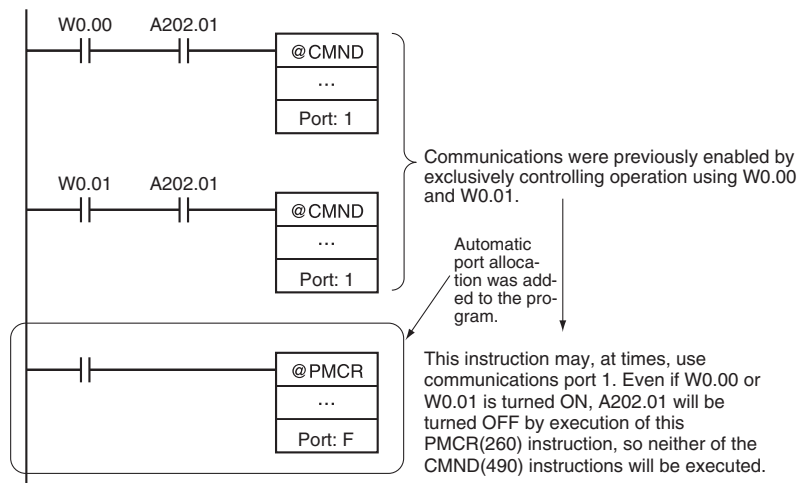 W0.00 A202.01
@CMND
...
Port: 1
W0.01 A202.01
@CMND
...
Port: 1
Communications were previously enabled by
exclusively controlling operation using W0.00
and W0.01.
Automatic
port alloca-
tion was add-
ed to the pro-
gram.
@PMCR
...
Port: F
This instruction may, at times, use
communications port 1. Even if W0.00 or
W0.01 is turned ON, A202.01 will be
turned OFF by execution of this
PMCR(260) instruction, so neither of the
CMND(490) instructions will be executed.